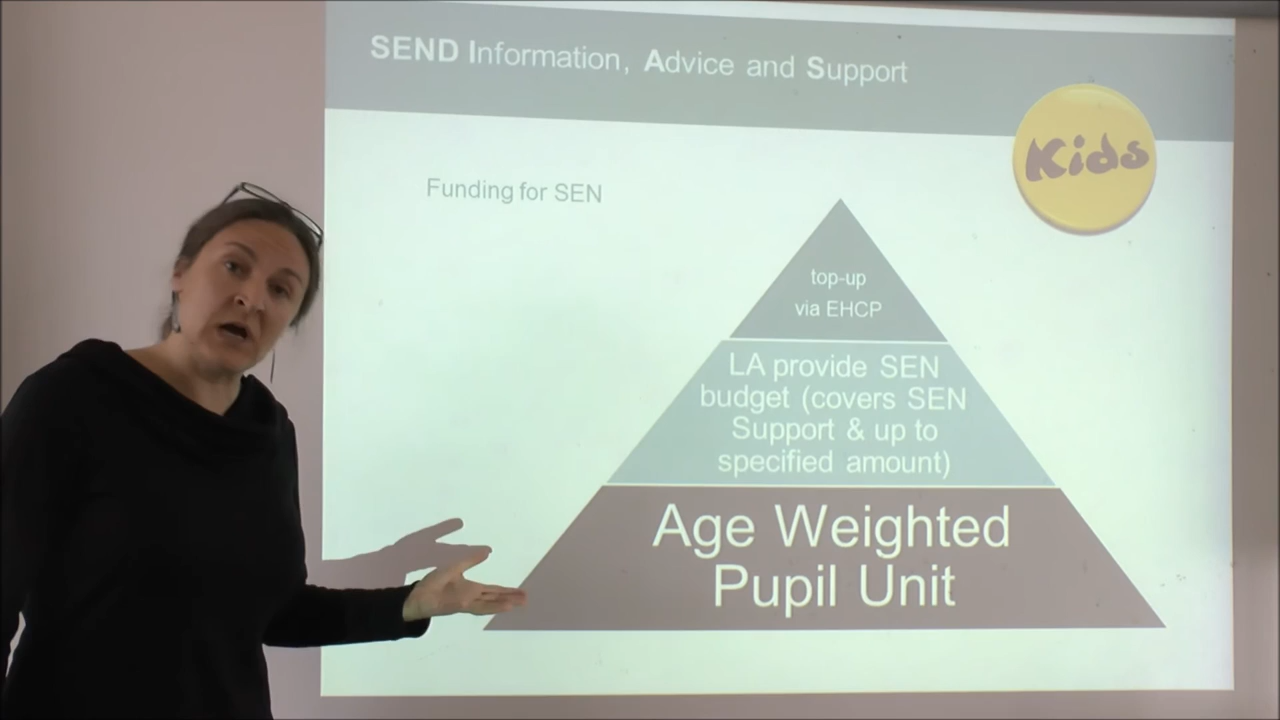 SEND Information, Advice and Support
Kids
Funding for SEN
top-up
via EHCP
LA provide SEN
budget (covers SEN
Support & up to
specified amount)
Age Weighted
Pupil Unit